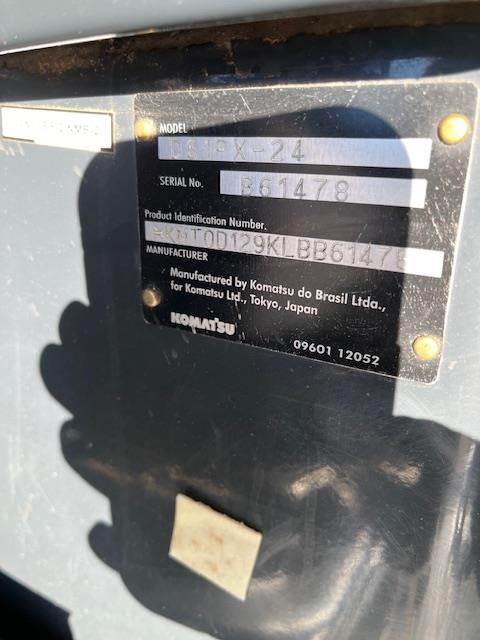 MODEL
D61PX-24
SERIAL No.
B61478
Product Identification Number.
*KMT0D129KLBB61478
MANUFACTURER
Manufactured by Komatsu do Brasil Ltda.,
for Komatsu Ltd., Tokyo, Japan
KOMATSU
09601 12052